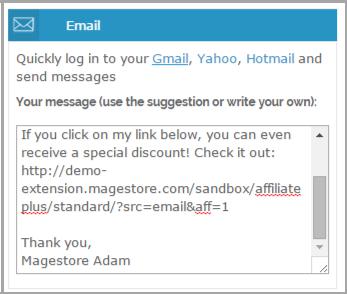 Email
Quickly log in to your Gmail, Yahoo, Hotmail and
send messages
Your message (use the suggestion or write your own):
If you click on my link below, you can even
receive a special discount! Check it out:
http://demo-
extension.magestore.com/sandbox/affiliate
plus/standard/?src=email&aff=1

Thank you,
Magestore Adam